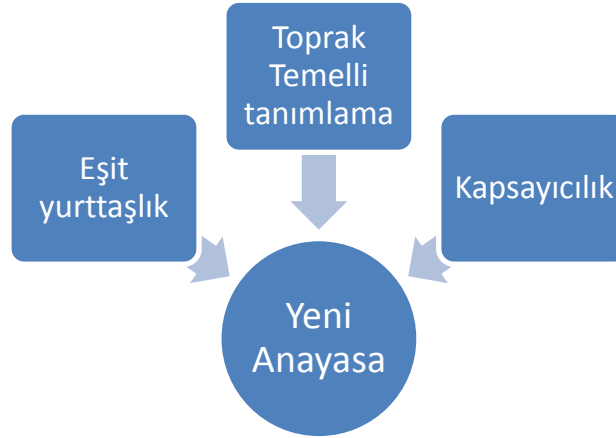 Toprak
Temelli
tanımlama
Eşit
yurttaşlık
Kapsayıcılık
Yeni
Anayasa